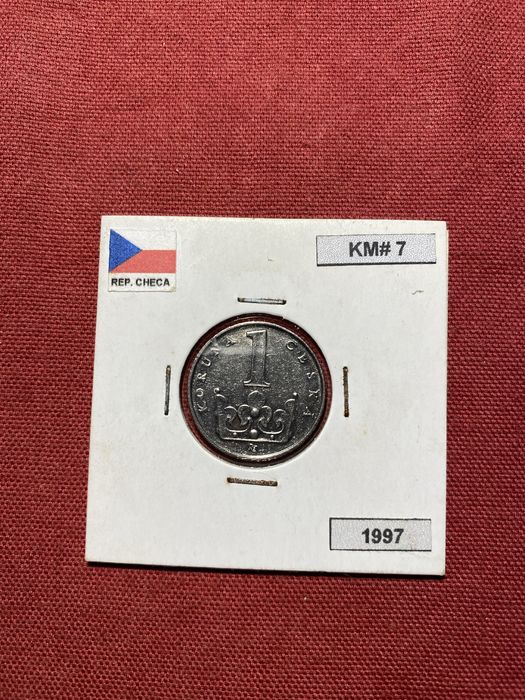 KM# 7
REP. CHECA
1
KORUNA ČESKÁ
1997